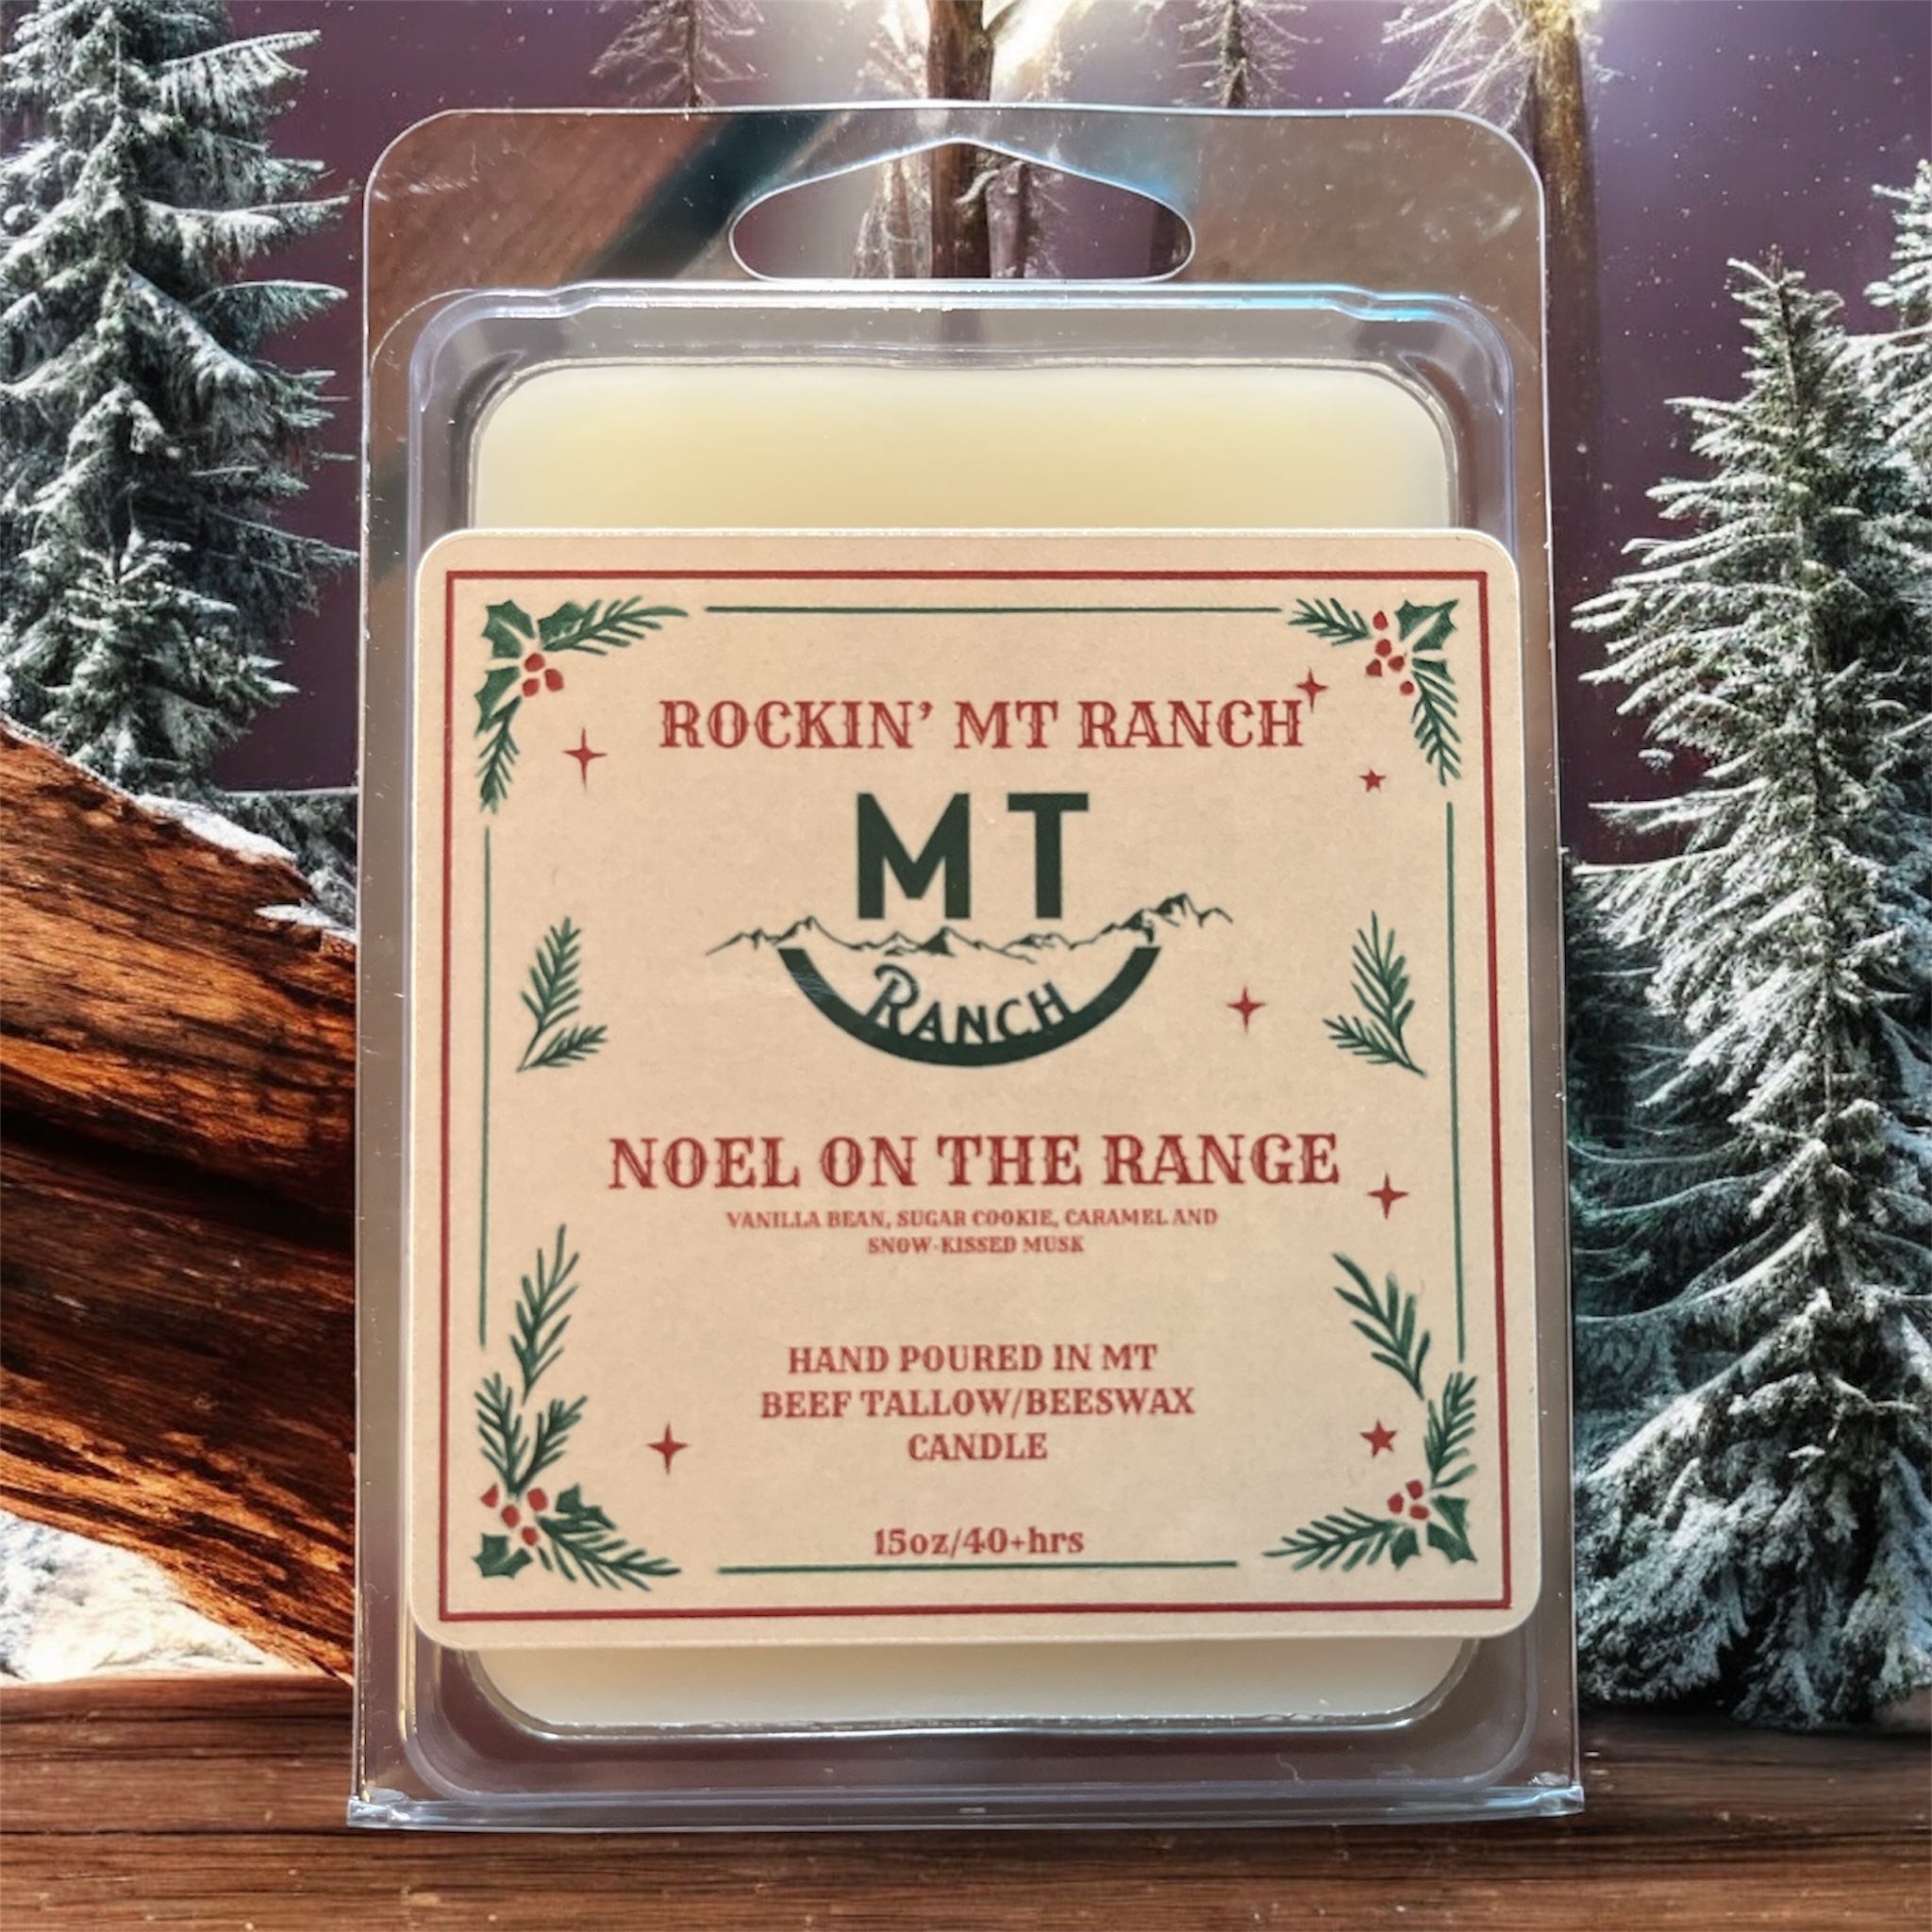 ROCKIN' MT RANCH
MT
RANCH
NOEL ON THE RANGE
VANILLA BEAN, SUGAR COOKIE, CARAMEL AND
SNOW-KISSED MUSK
HAND POURED IN MT
BEEF TALLOW/BEESWAX
CANDLE
15oz/40+hrs